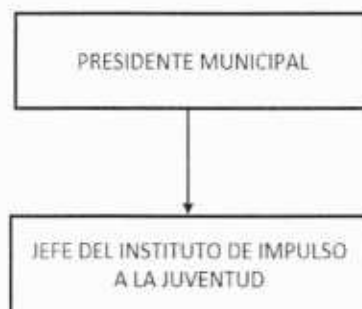 PRESIDENTE MUNICIPAL
JEFE DEL INSTITUTO DE IMPULSO
A LA JUVENTUD